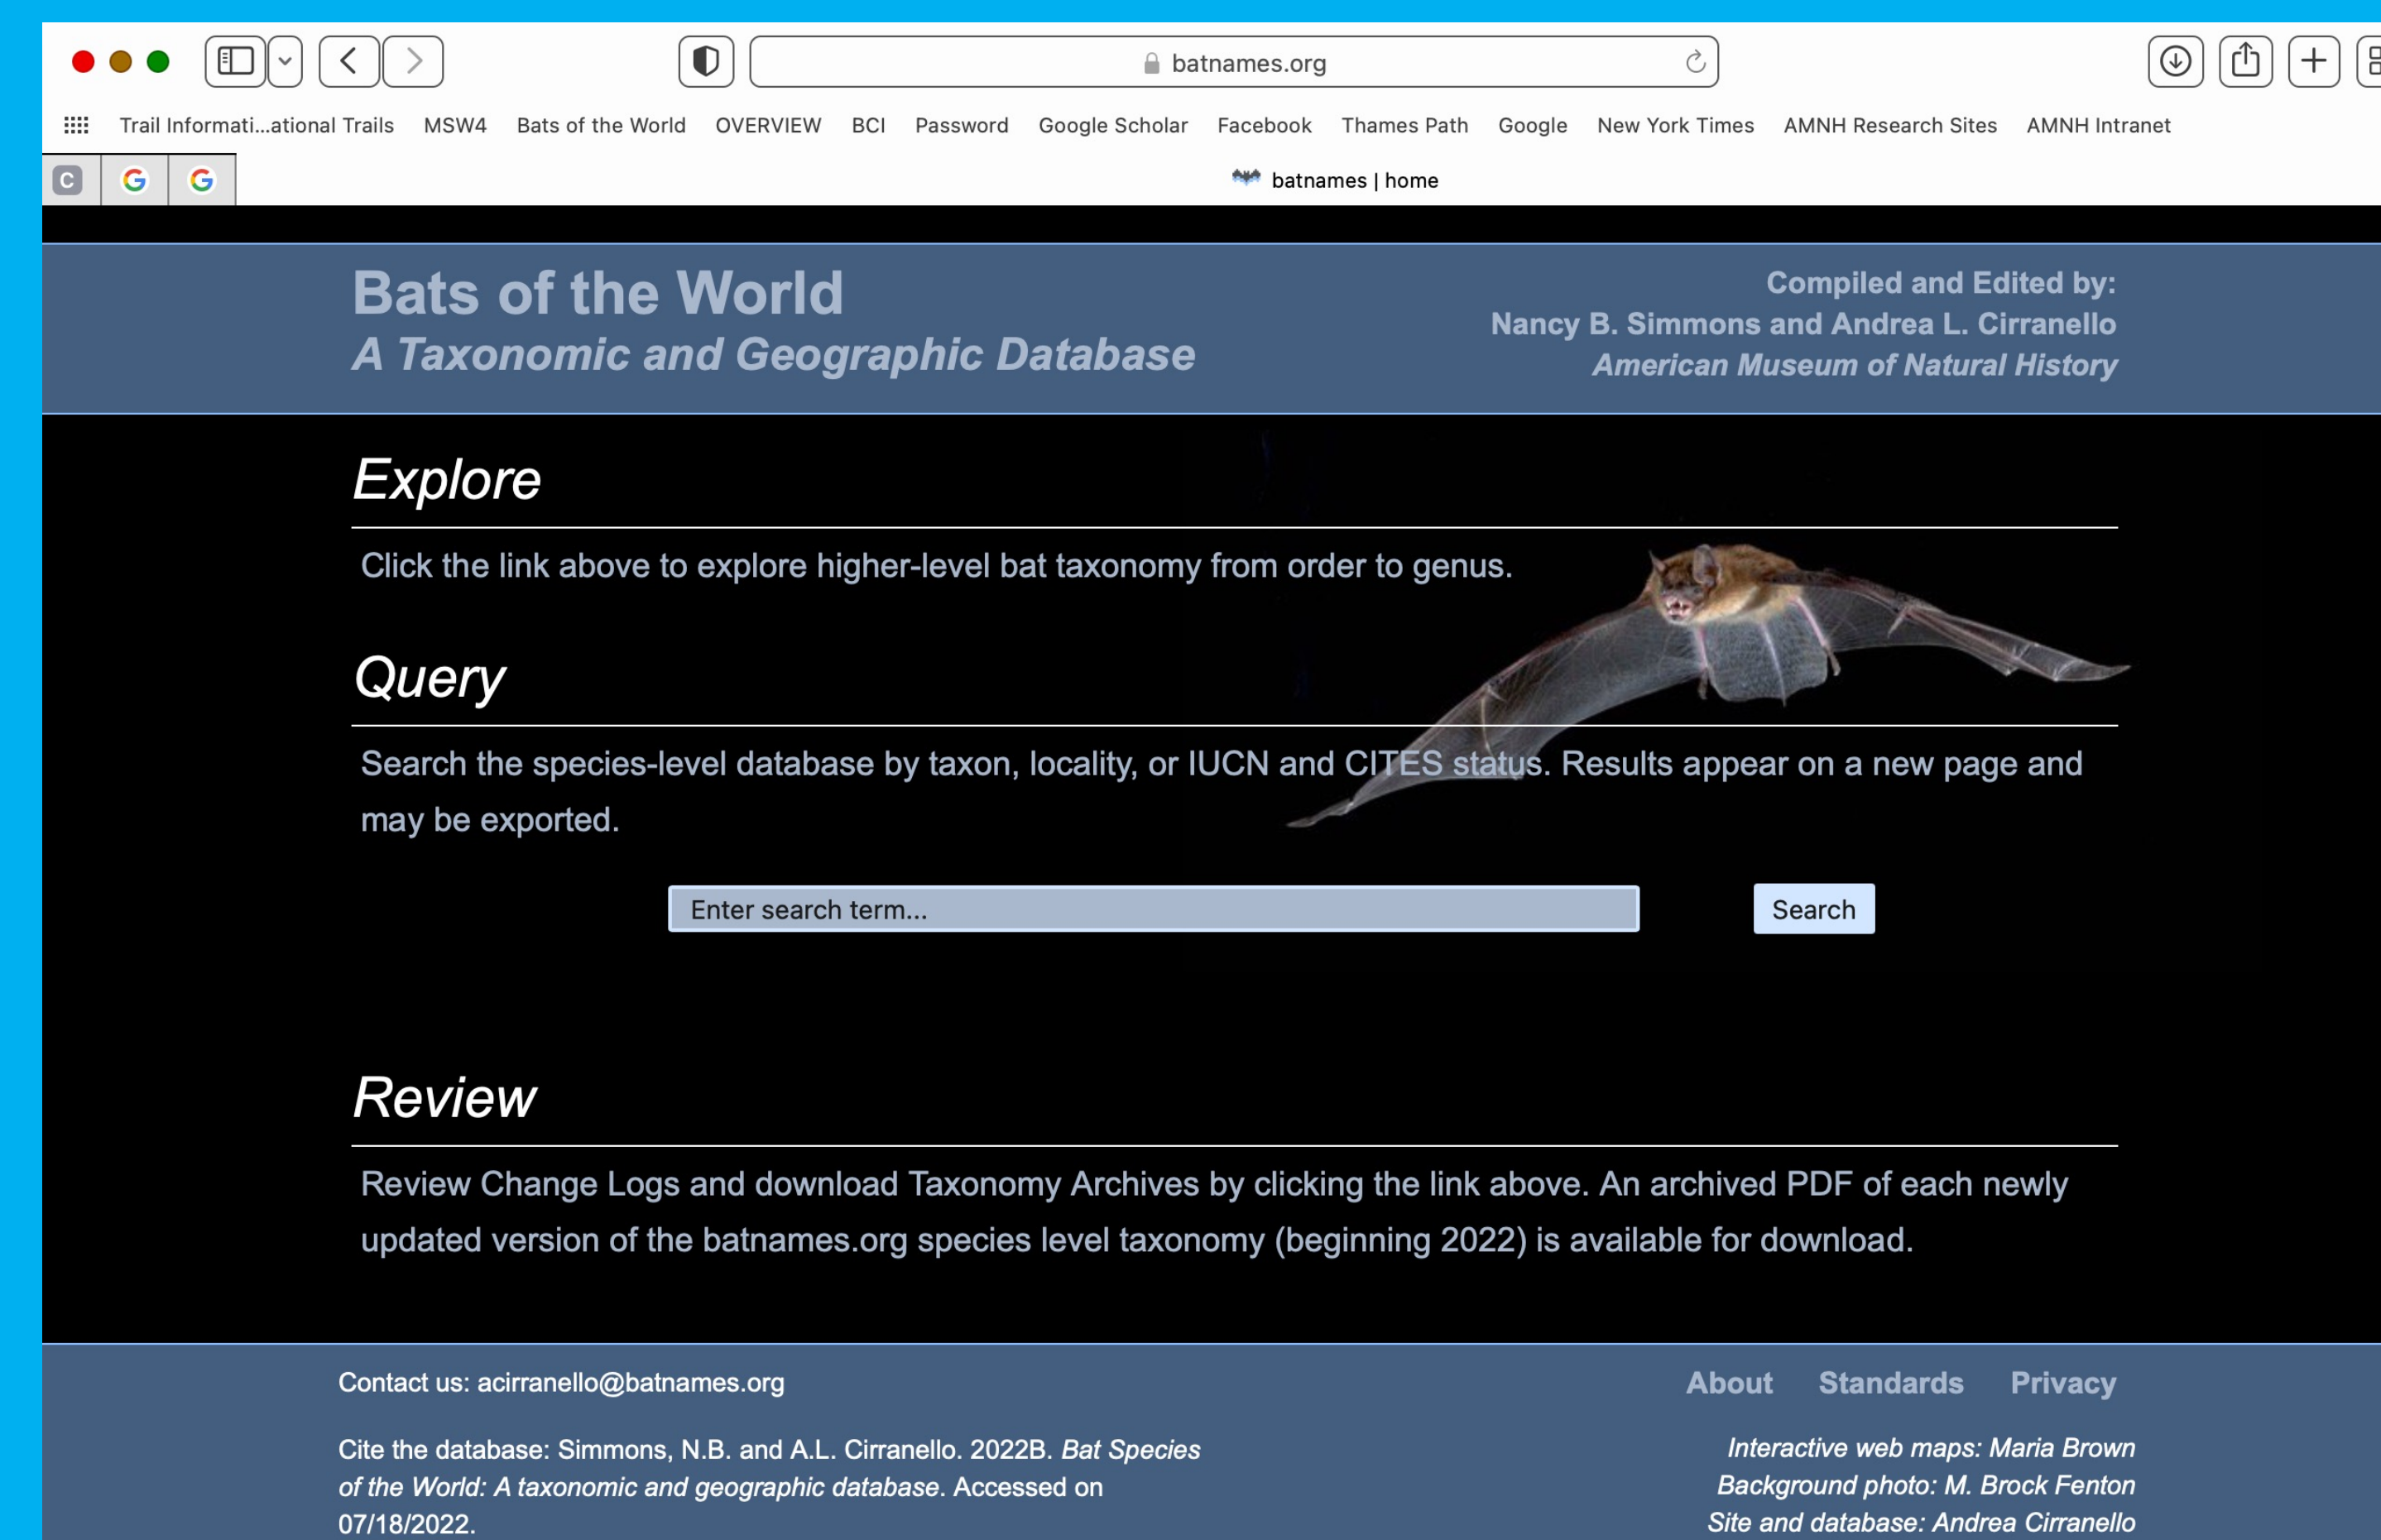 batnames.org
Trail Informati...ational Trails MSW4 Bats of the World OVERVIEW BCI Password Google Scholar Facebook Thames Path Google New York Times AMNH Research Sites AMNH Intranet
C G G batnames | home
Bats of the World
A Taxonomic and Geographic Database
Compiled and Edited by:
Nancy B. Simmons and Andrea L. Cirranello
American Museum of Natural History
Explore
Click the link above to explore higher-level bat taxonomy from order to genus.
Query
Search the species-level database by taxon, locality, or IUCN and CITES status. Results appear on a new page and
may be exported.
Enter search term... Search
Review
Review Change Logs and download Taxonomy Archives by clicking the link above. An archived PDF of each newly
updated version of the batnames.org species level taxonomy (beginning 2022) is available for download.
Contact us: acirranello@batnames.org
Cite the database: Simmons, N.B. and A.L. Cirranello. 2022B. Bat Species
of the World: A taxonomic and geographic database. Accessed on
07/18/2022.
About Standards Privacy
Interactive web maps: Maria Brown
Background photo: M. Brock Fenton
Site and database: Andrea Cirranello